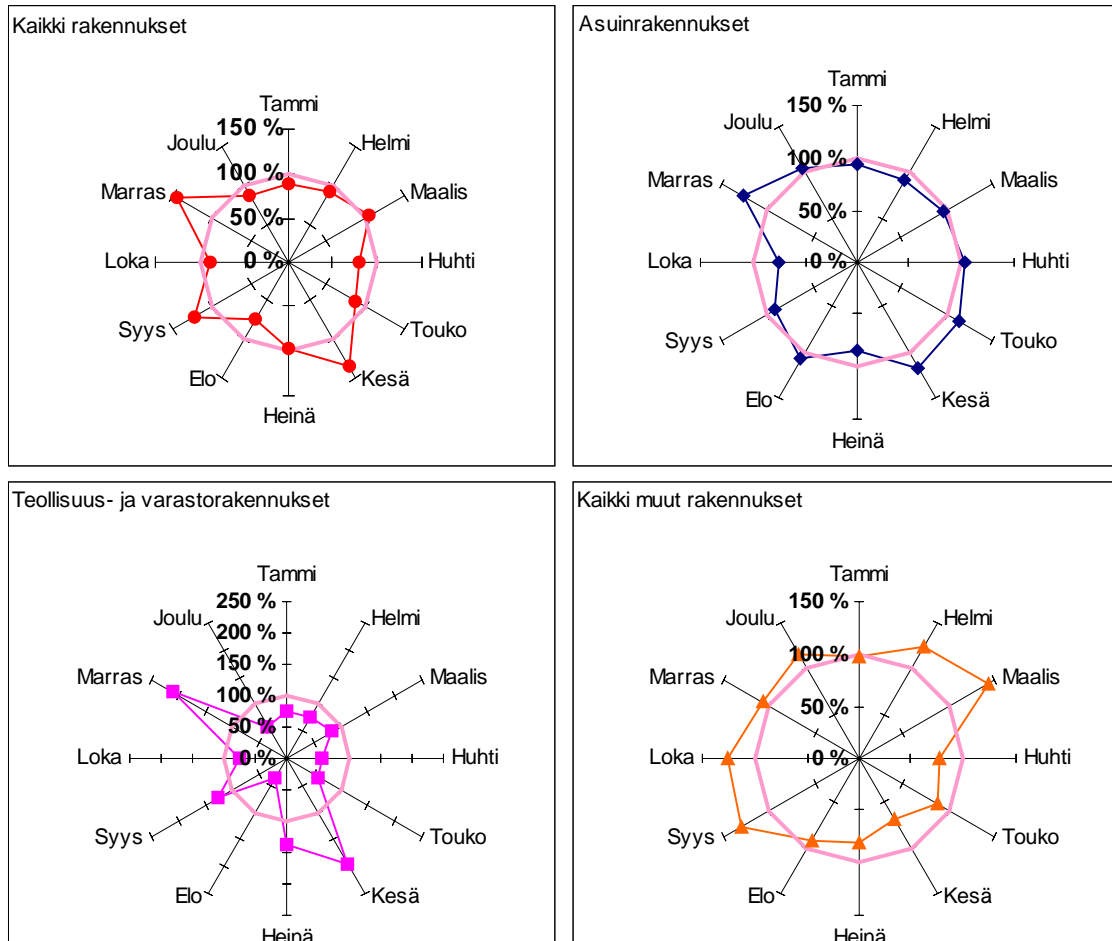 Kaikki rakennukset
Tammi
150 %
Joulu
Helmi
100 %
Marras
Maalis
50 %
Loka
0 %
Huhti
Syys
Touko
Elo
Kesä
Heinä
Asuinrakennukset
Tammi
150 %
Joulu
Helmi
100 %
Marras
Maalis
50 %
Loka
0 %
Huhti
Syys
Touko
Elo
Kesä
Heinä
Teollisuus- ja varastorakennukset
Tammi
250 %
Joulu
Helmi
200 %
150 %
Marras
Maalis
100 %
50 %
Loka
0 %
Huhti
Syys
Touko
Elo
Kesä
Heinä
Kaikki muut rakennukset
Tammi
150 %
Joulu
Helmi
100 %
Marras
Maalis
50 %
Loka
0 %
Huhti
Syys
Touko
Elo
Kesä
Heinä